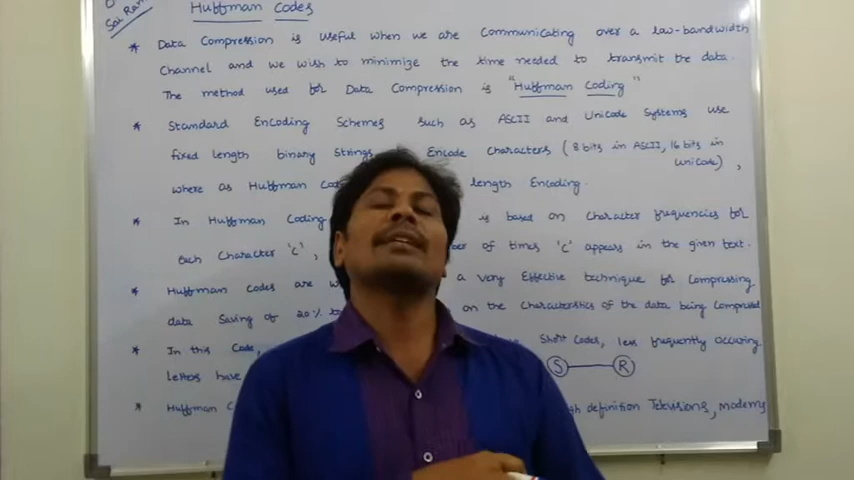 Sai Ram
Huffman Codes
* Data Compression is useful when we are Communicating over a low-bandwidth
Channel and we wish to minimize the time needed to transmit the data.
The method used for Data Compression is "Huffman Coding"
* Standard Encoding Schemes such as ASCII and Unicode Systems use
fixed length binary Strings Encode Characters (8 bits in ASCII, 16 bits in
unicode),
where as Huffman length Encoding.
* In Huffman Coding is based on Character frequencies for
each Character 'c', of times 'c' appears in the given text.
* Huffman Codes are a very Effective technique for Compressing
data Saving of 20% on the Characteristics of the data being Compressed
* In this Code, Short Codes, less frequently occuring
letters have
S R
* Huffman definition Televisions, modems,